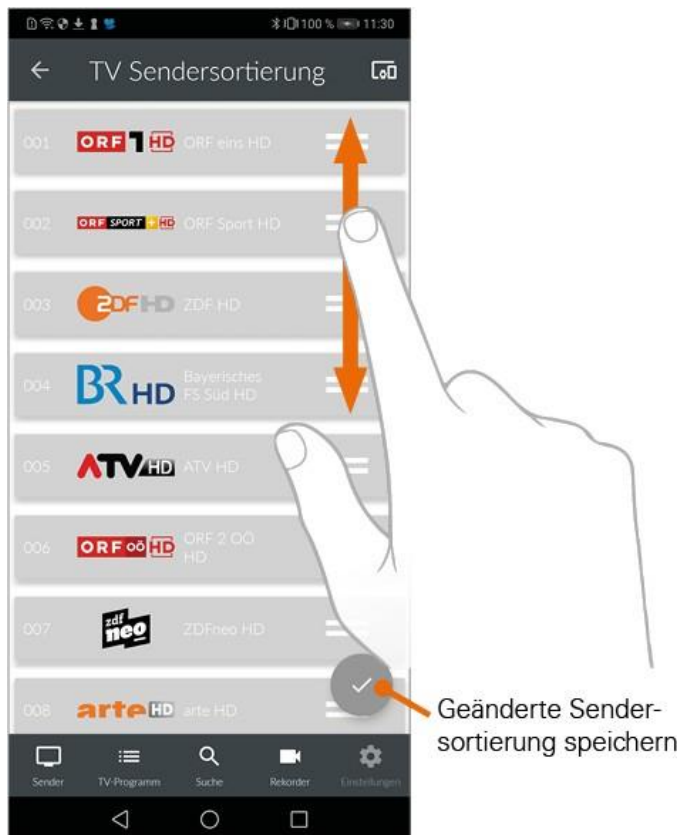 100 % 11:30
TV Sendersortierung
001 ORF 1 HD ORF eins HD
002 ORF SPORT + HD ORF Sport HD
003 ZDF HD ZDF HD
004 BR HD Bayerisches
FS Süd HD
005 ATV HD ATV HD
006 ORF oö HD ORF 2 OÖ
HD
007 zdf neo ZDFneo HD
008 arte HD arte HD
Geänderte Sender-
sortierung speichern
Sender TV-Programm Suche Rekorder Einstellungen